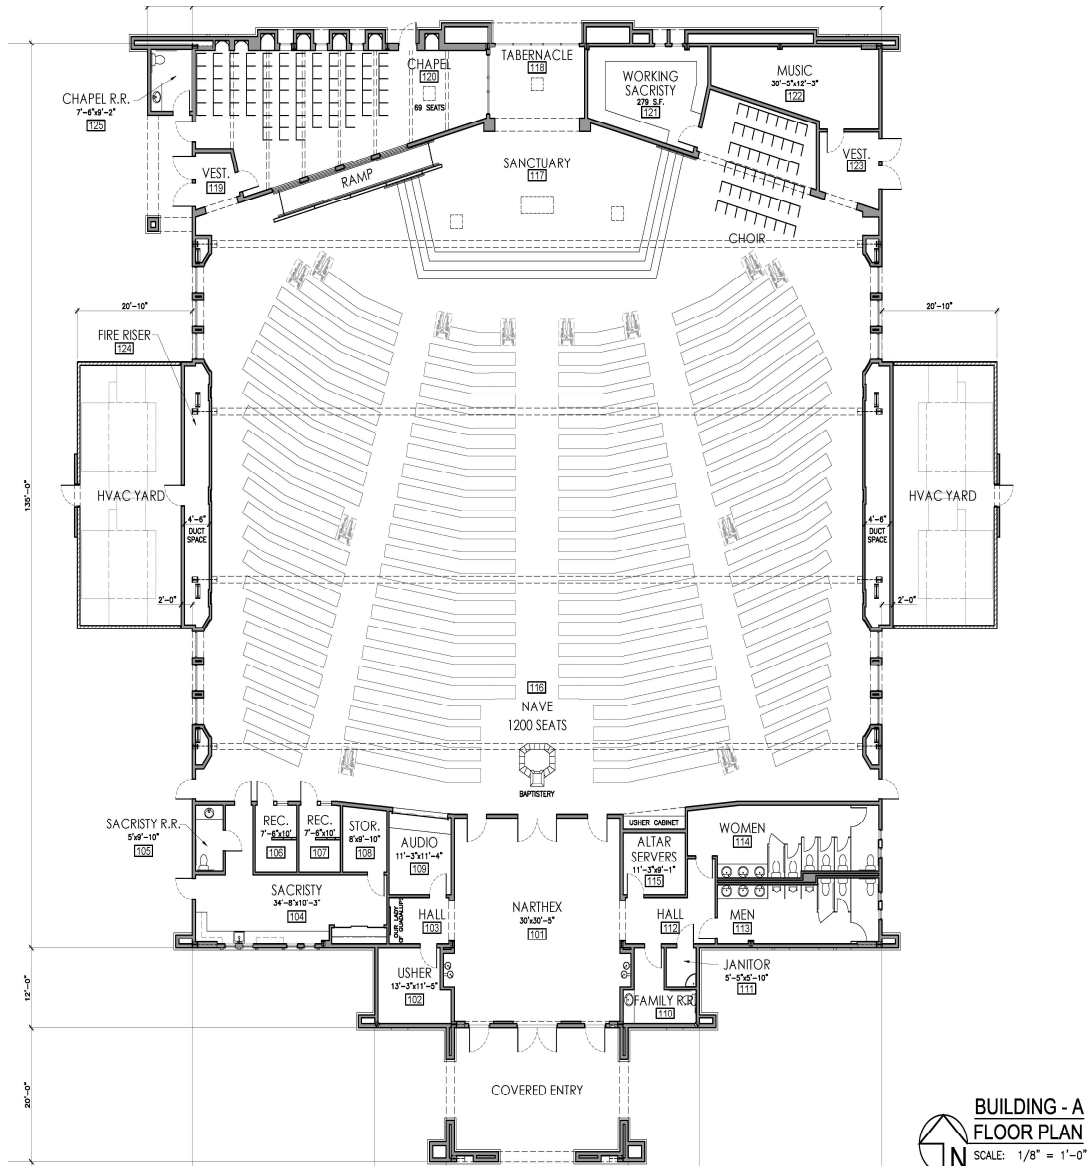 CHAPEL
120
69 SEATS
TABERNACLE
118
WORKING
SACRISTY
279 S.F.
121
MUSIC
30'-5"x12'-3"
122
CHAPEL R.R.
7'-6"x9'-2"
125
VEST.
119
RAMP
SANCTUARY
117
VEST.
123
CHOIR
20'-10"
20'-10"
FIRE RISER
124
135'-0"
HVAC YARD
4'-6"
DUCT
SPACE
2'-0"
4'-6"
DUCT
SPACE
HVAC YARD
2'-0"
116
NAVE
1200 SEATS
BAPTISTERY
SACRISTY R.R.
5'x9'-10"
105
REC.
7'-6"x10'
106
REC.
7'-6"x10'
107
STOR.
8'x9'-10"
108
AUDIO
11'-3"x11'-4"
109
USHER CABINET
ALTAR
SERVERS
11'-3"x9'-1"
115
WOMEN
114
SACRISTY
34'-8"x10'-3"
104
OUR LADY
OF GUADALUPE
HALL
103
NARTHEX
30'x30'-5"
101
HALL
112
MEN
113
12'-0"
USHER
13'-3"x11'-5"
102
FAMILY R.R.
110
JANITOR
5'-5"x5'-10"
111
20'-0"
COVERED ENTRY
BUILDING - A
FLOOR PLAN
N
SCALE: 1/8" = 1'-0"